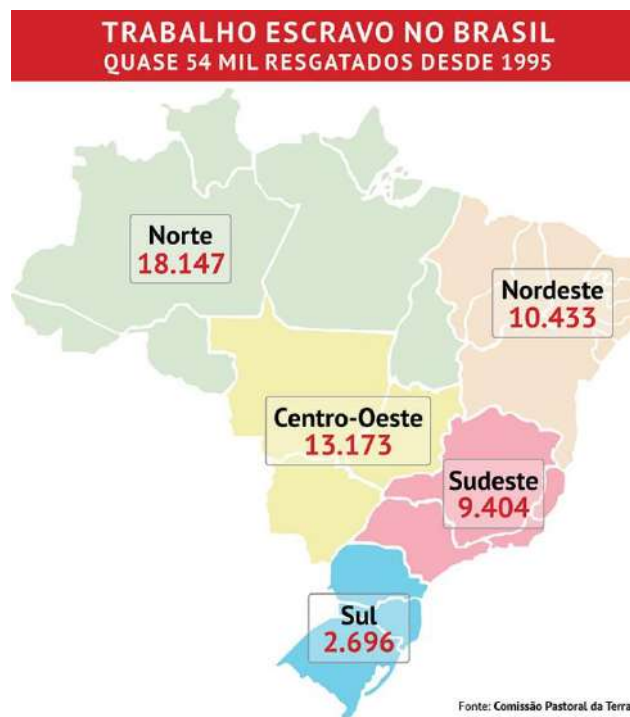 TRABALHO ESCRAVO NO BRASIL
QUASE 54 MIL RESGATADOS DESDE 1995
Norte
18.147
Nordeste
10.433
Centro-Oeste
13.173
Sudeste
9.404
Sul
2.696
Fonte: Comissão Pastoral da Terra